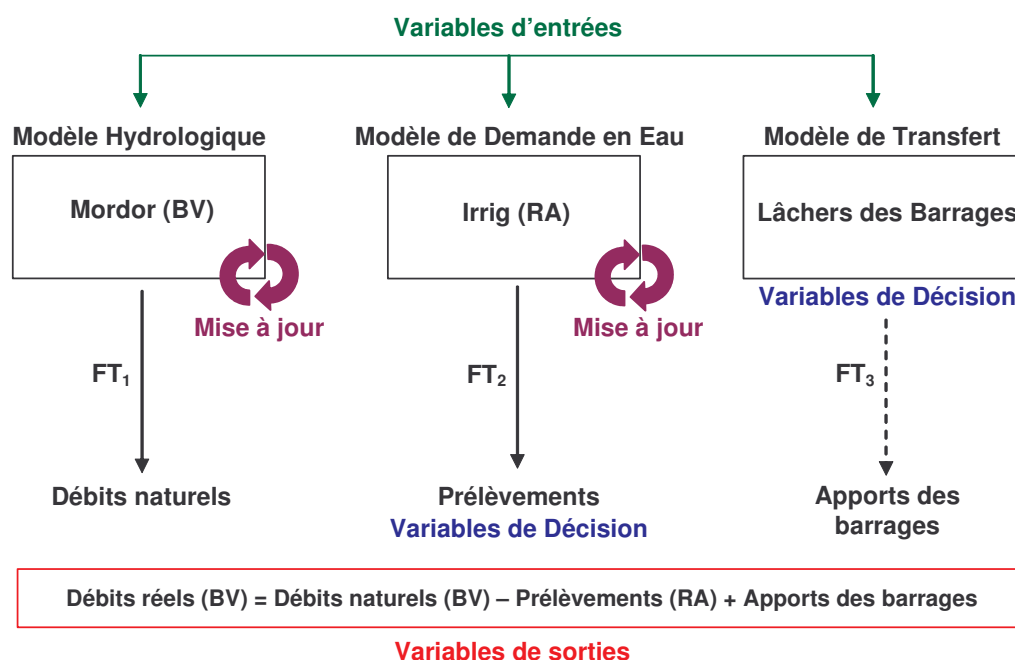 Variables d'entrées
Modèle Hydrologique
Modèle de Demande en Eau
Modèle de Transfert
Mordor (BV)
Irrig (RA)
Lâchers des Barrages
Variables de Décision
Mise à jour
Mise à jour
FT₁
FT₂
FT₃
Débits naturels
Prélèvements
Variables de Décision
Apports des
barrages
Débits réels (BV) = Débits naturels (BV) – Prélèvements (RA) + Apports des barrages
Variables de sorties